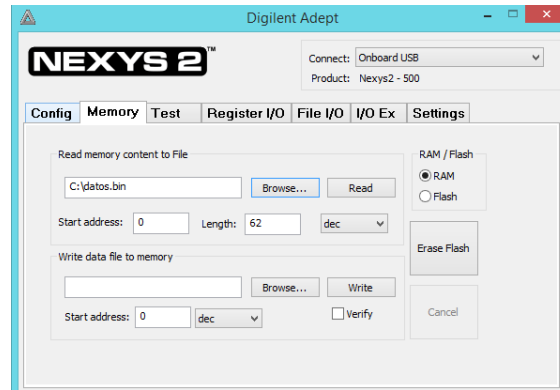 Digilent Adept
NEXYS 2™
Connect: Onboard USB
Product: Nexys2 - 500
Config Memory Test Register I/O File I/O I/O Ex Settings
Read memory content to File
C:\datos.bin Browse... Read
Start address: 0 Length: 62 dec
RAM / Flash
RAM
Flash
Erase Flash
Write data file to memory
Browse... Write
Start address: 0 dec Verify
Cancel